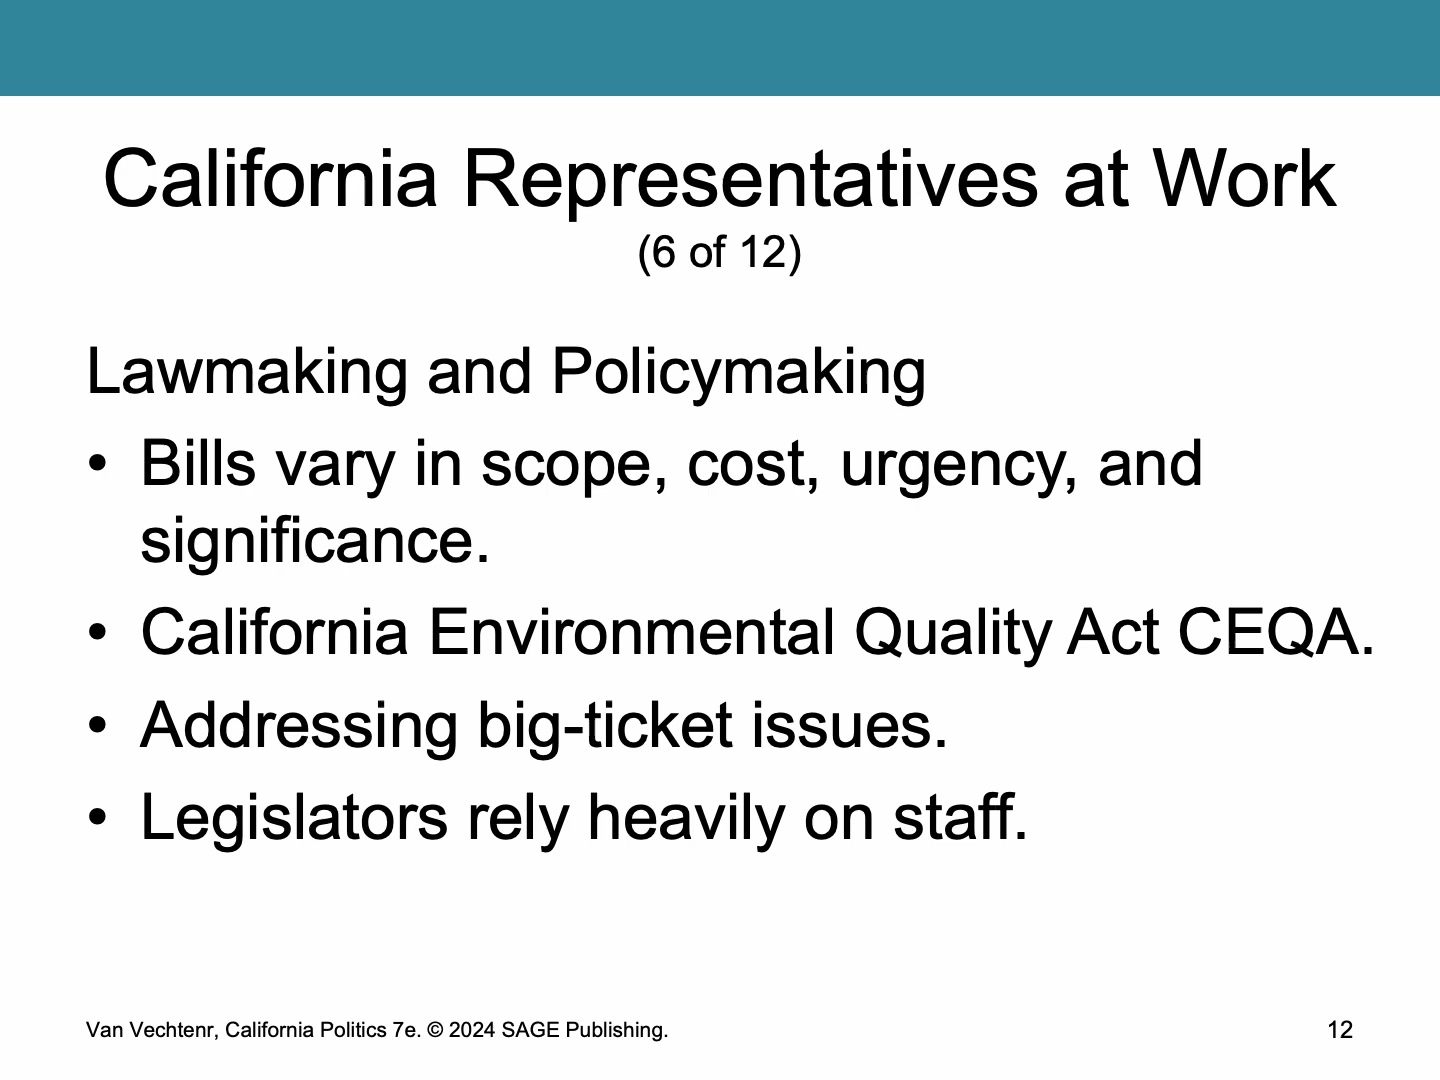 California Representatives at Work
(6 of 12)
Lawmaking and Policymaking
• Bills vary in scope, cost, urgency, and
significance.
• California Environmental Quality Act CEQA.
• Addressing big-ticket issues.
• Legislators rely heavily on staff.
Van Vechtenr, California Politics 7e. © 2024 SAGE Publishing.
12